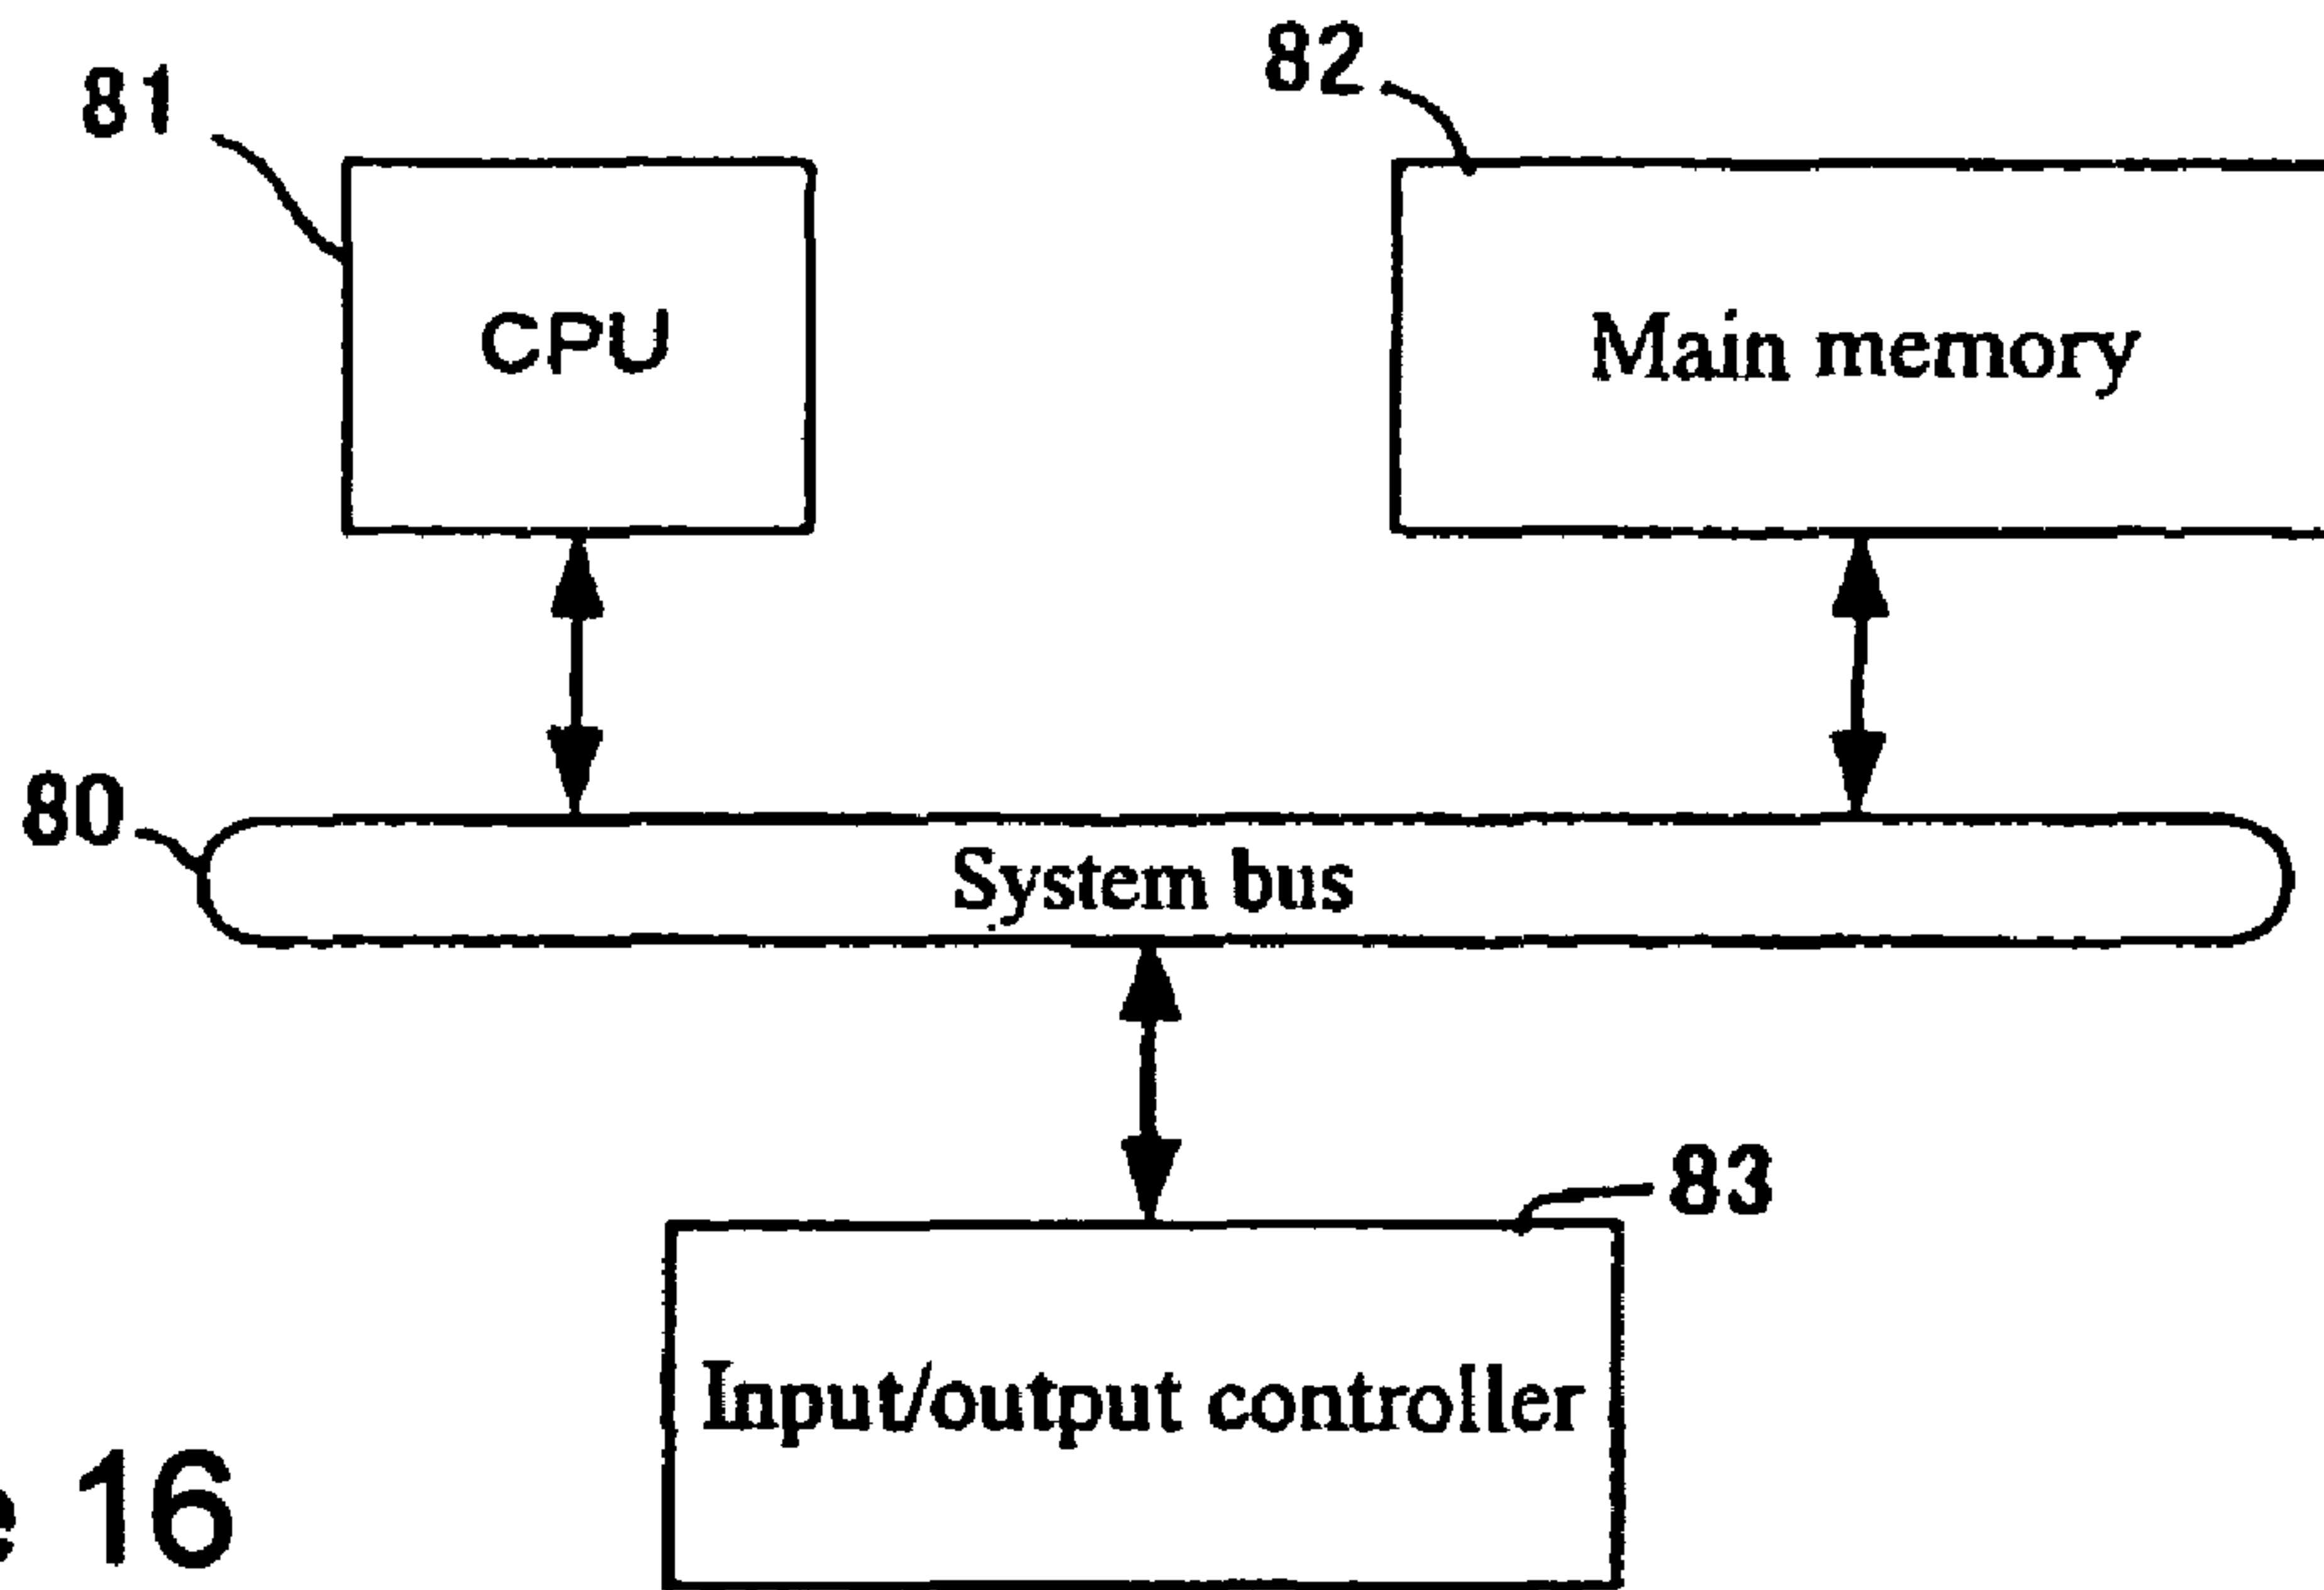 81
82
CPU
Main memory
80
System bus
83
Input/output controller
16